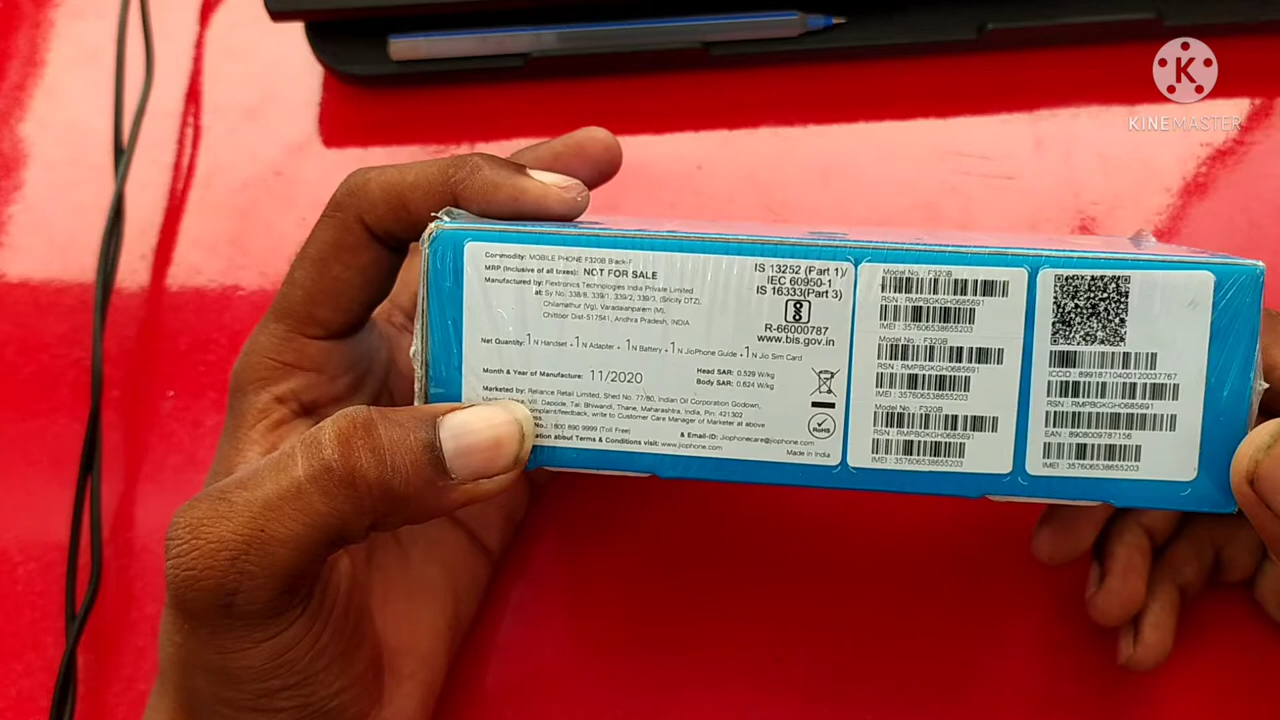 KINEMASTER
Commodity: MOBILE PHONE F320B Black-F
MRP (Inclusive of all taxes): NOT FOR SALE
Manufactured by: Flextronics Technologies India Private Limited
at: Sy No. 338/8, 339/1, 339/2, 339/3, (Sricity DTZ),
Chilamathur (Vg), Varadaiahpalem (M),
Chittoor Dist-517541, Andhra Pradesh, INDIA
IS 13252 (Part 1)/
IEC 60950-1
IS 16333(Part 3)
R-66000787
www.bis.gov.in
Net Quantity: 1 N Handset + 1 N Adapter + 1 N Battery + 1 N JioPhone Guide + 1 N Jio Sim Card
Month & Year of Manufacture: 11/2020
Head SAR: 0.529 W/kg
Body SAR: 0.624 W/kg
Marketed by: Reliance Retail Limited, Shed No. 77/80, Indian Oil Corporation Godown,
Vill: Dapode, Tal: Bhiwandi, Thane, Maharashtra, India, Pin: 421302
complaint/feedback, write to Customer Care Manager of Marketer at above
No.: 1800 890 9999 (Toll Free) & Email-ID: Jiophonecare@jiophone.com
about Terms & Conditions visit: www.jiophone.com
RoHS
Made in India
Model No. : F320B
RSN : RMPBGKGH0685691
IMEI : 357606538655203
Model No. : F320B
RSN : RMPBGKGH0685691
IMEI : 357606538655203
Model No. : F320B
RSN : RMPBGKGH0685691
IMEI : 357606538655203
ICCID : 89918710400120037767
RSN : RMPBGKGH0685691
EAN : 8908009787156
IMEI : 357606538655203